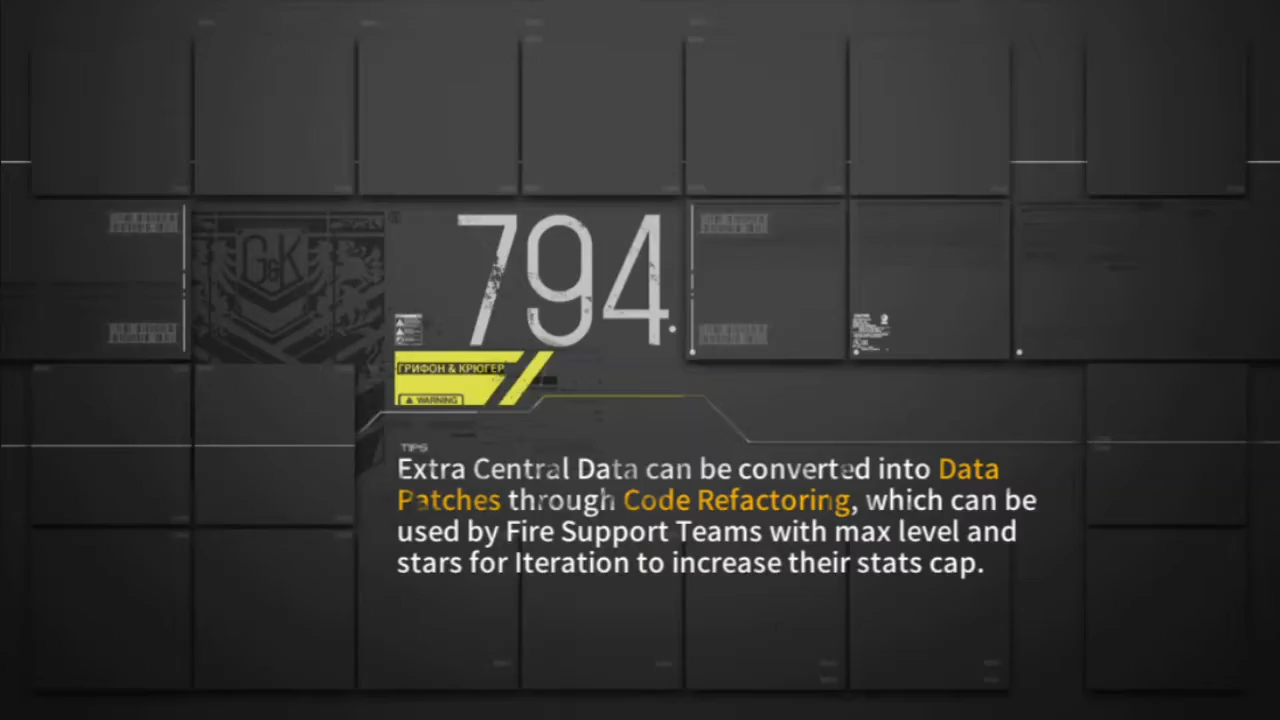 G&K
794.
ГРИФОН & КРЮГЕР
WARNING
TIPS
Extra Central Data can be converted into Data
Patches through Code Refactoring, which can be
used by Fire Support Teams with max level and
stars for Iteration to increase their stats cap.